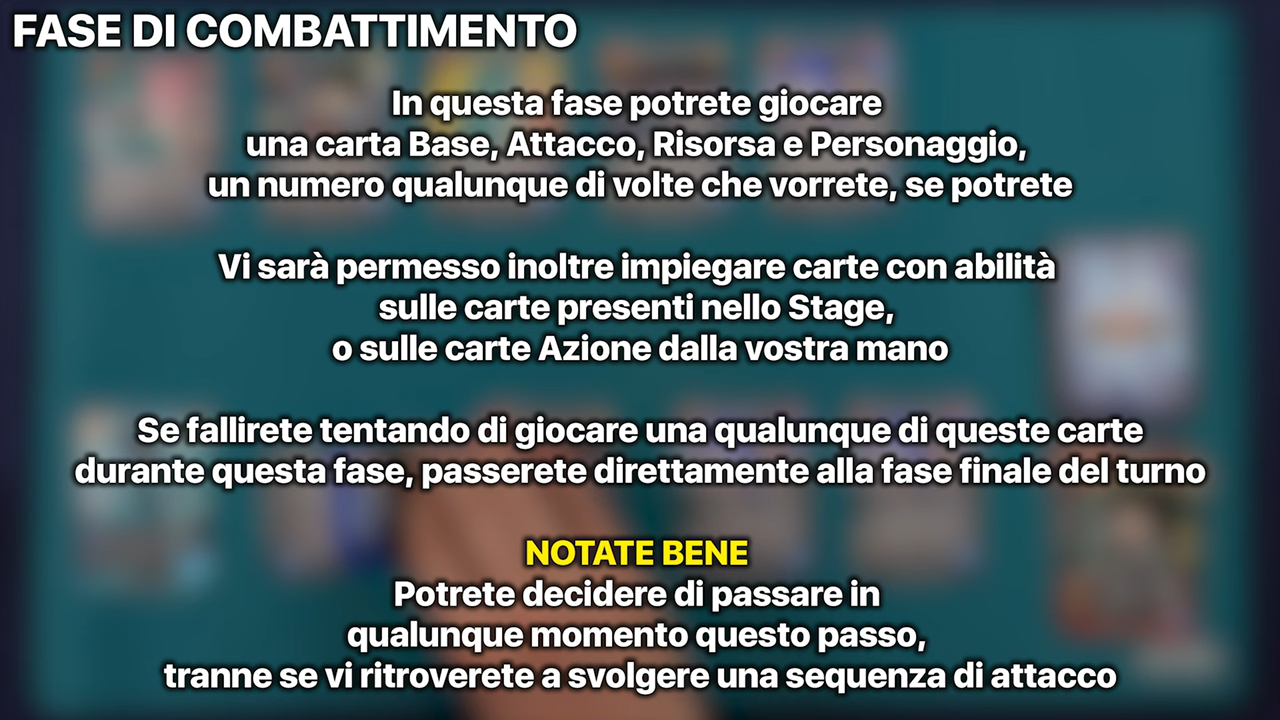 FASE DI COMBATTIMENTO
In questa fase potrete giocare
una carta Base, Attacco, Risorsa e Personaggio,
un numero qualunque di volte che vorrete, se potrete
Vi sarà permesso inoltre impiegare carte con abilità
sulle carte presenti nello Stage,
o sulle carte Azione dalla vostra mano
Se fallirete tentando di giocare una qualunque di queste carte
durante questa fase, passerete direttamente alla fase finale del turno
NOTATE BENE
Potrete decidere di passare in
qualunque momento questo passo,
tranne se vi ritroverete a svolgere una sequenza di attacco